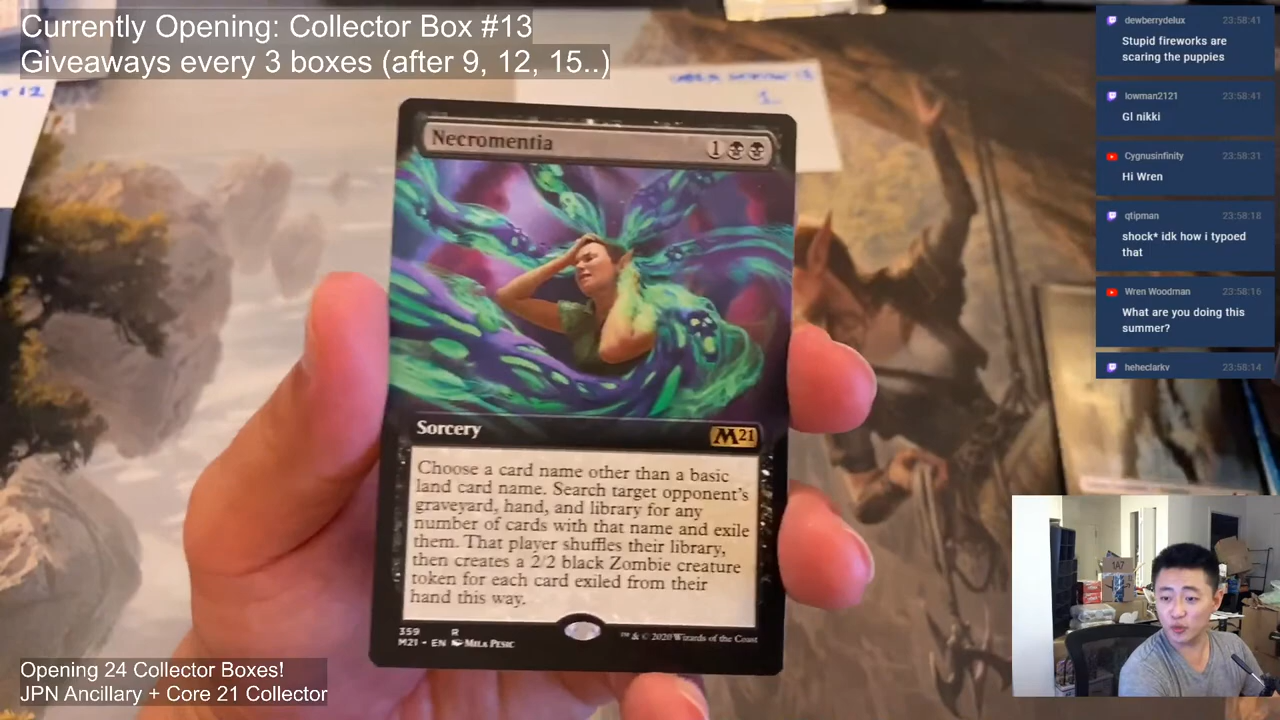 Currently Opening: Collector Box #13
Giveaways every 3 boxes (after 9, 12, 15..)
Necromentia
1
Sorcery
M21
Choose a card name other than a basic
land card name. Search target opponent's
graveyard, hand, and library for any
number of cards with that name and exile
them. That player shuffles their library,
then creates a 2/2 black Zombie creature
token for each card exiled from their
hand this way.
359 R
M21 • EN MILA PESIC
™ & © 2020 Wizards of the Coast
dewberrydelux 23:58:41
Stupid fireworks are
scaring the puppies
lowman2121 23:58:41
Gl nikki
Cygnusinfinity 23:58:31
Hi Wren
qtipman 23:58:18
shock* idk how i typoed
that
Wren Woodman 23:58:16
What are you doing this
summer?
heheclarkv 23:58:14
1A7
Opening 24 Collector Boxes!
JPN Ancillary + Core 21 Collector